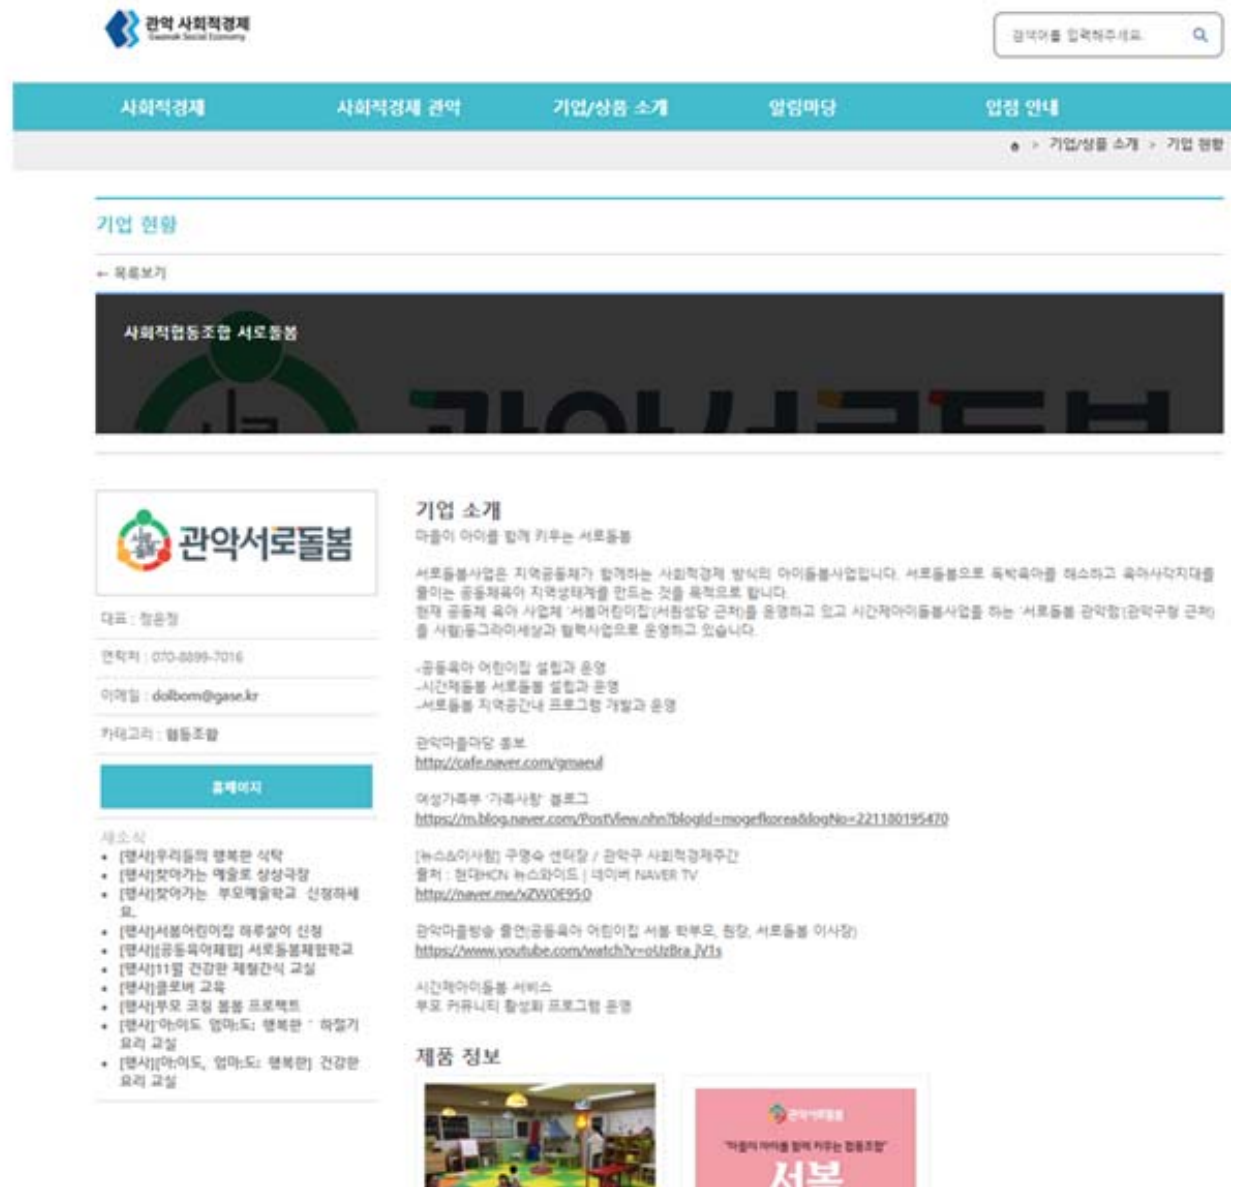 관악 사회적경제
Gwanak Social Economy
검색어를 입력해주세요.
사회적경제 사회적경제 관악 기업/상품 소개 알림마당 입점 안내
> 기업/상품 소개 > 기업 현황
기업 현황
← 목록보기
사회적협동조합 서로돌봄
관악서로돌봄
관악서로돌봄
대표 : 정은정
연락처 : 070-8899-7016
이메일 : dolbom@gase.kr
카테고리 : 협동조합
홈페이지
새소식
• [행사]우리들의 행복한 식탁
• [행사]찾아가는 예술로 상상극장
• [행사]찾아가는 부모예술학교 신청하세
요.
• [행사]서봄어린이집 하루살이 신청
• [행사][공동육아체험] 서로돌봄체험학교
• [행사]11월 건강한 제철간식 교실
• [행사]클로버 교육
• [행사]부모 코칭 봄봄 프로젝트
• [행사]"아:이도 엄마:도: 행복한 " 하절기
요리 교실
• [행사][아:이도, 엄마:도: 행복한] 건강한
요리 교실
기업 소개
마을이 아이를 함께 키우는 서로돌봄
서로돌봄사업은 지역공동체가 함께하는 사회적경제 방식의 아이돌봄사업입니다. 서로돌봄으로 독박육아를 해소하고 육아사각지대를
줄이는 공동체육아 지역생태계를 만드는 것을 목적으로 합니다.
현재 공동체 육아 사업체 '서봄어린이집'(서원성당 근처)을 운영하고 있고 시간제아이돌봄사업을 하는 '서로돌봄 관악점(관악구청 근처)
을 사협)동그라미세상과 협력사업으로 운영하고 있습니다.
-공동육아 어린이집 설립과 운영
-시간제돌봄 서로돌봄 설립과 운영
-서로돌봄 지역공간내 프로그램 개발과 운영
관악마을마당 홍보
http://cafe.naver.com/gmaeul
여성가족부 '가족사랑' 블로그
https://m.blog.naver.com/PostView.nhn?blogId=mogefkorea&logNo=221180195470
[뉴스&이사람] 구명숙 센터장 / 관악구 사회적경제주간
출처 : 현대HCN 뉴스와이드 | 네이버 NAVER TV
http://naver.me/xZW0E95O
관악마을방송 출연(공동육아 어린이집 서봄 학부모, 원장, 서로돌봄 이사장)
https://www.youtube.com/watch?v=oUzBra_jV1s
시간제아이돌봄 서비스
부모 커뮤니티 활성화 프로그램 운영
제품 정보
관악서로돌봄
"마을이 아이를 함께 키우는 협동조합"
서봄